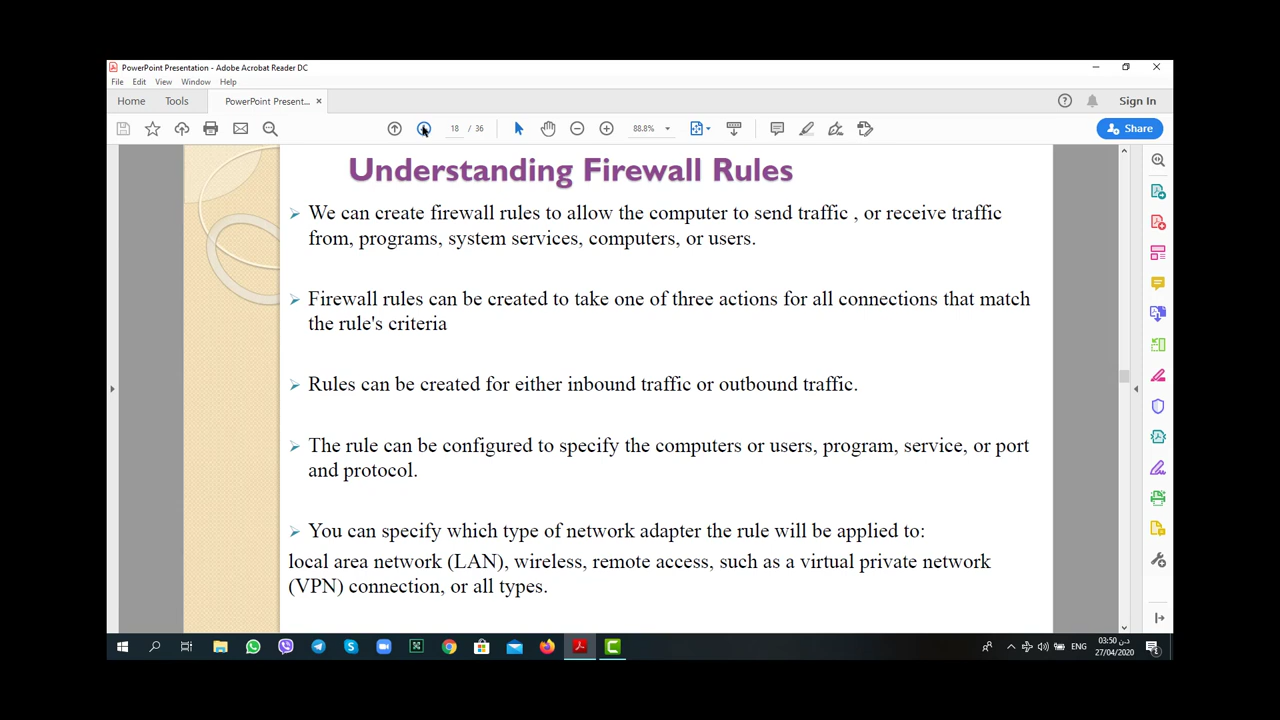 PowerPoint Presentation - Adobe Acrobat Reader DC
File Edit View Window Help
Home Tools PowerPoint Present... × Sign In
18 / 36 88.8% Share
Understanding Firewall Rules
We can create firewall rules to allow the computer to send traffic , or receive traffic
from, programs, system services, computers, or users.
Firewall rules can be created to take one of three actions for all connections that match
the rule's criteria
Rules can be created for either inbound traffic or outbound traffic.
The rule can be configured to specify the computers or users, program, service, or port
and protocol.
You can specify which type of network adapter the rule will be applied to:
local area network (LAN), wireless, remote access, such as a virtual private network
(VPN) connection, or all types.
03:50 د.ن
ENG
27/04/2020